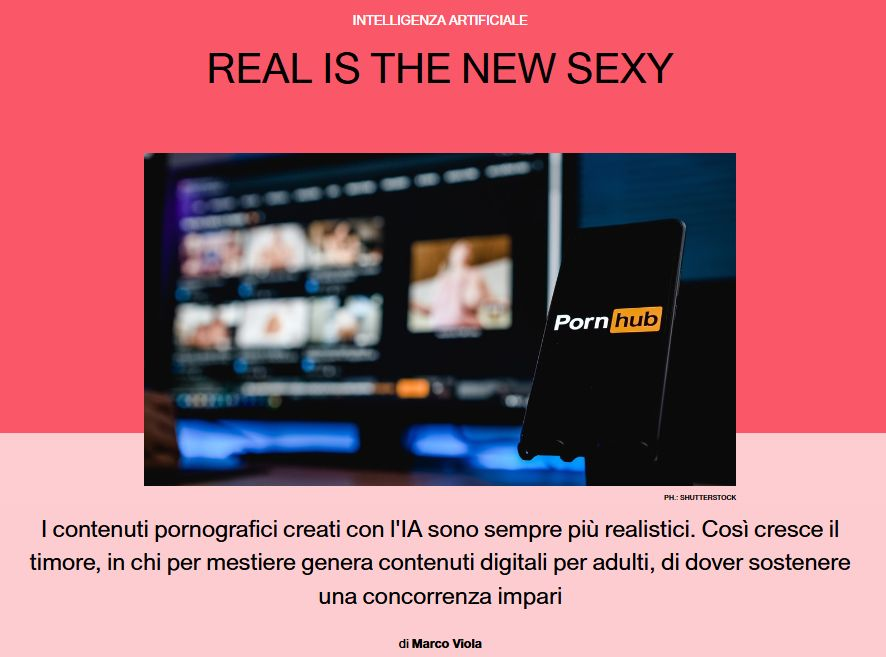 INTELLIGENZA ARTIFICIALE
REAL IS THE NEW SEXY
Porn hub
PH.: SHUTTERSTOCK
I contenuti pornografici creati con l'IA sono sempre più realistici. Così cresce il
timore, in chi per mestiere genera contenuti digitali per adulti, di dover sostenere
una concorrenza impari
di Marco Viola